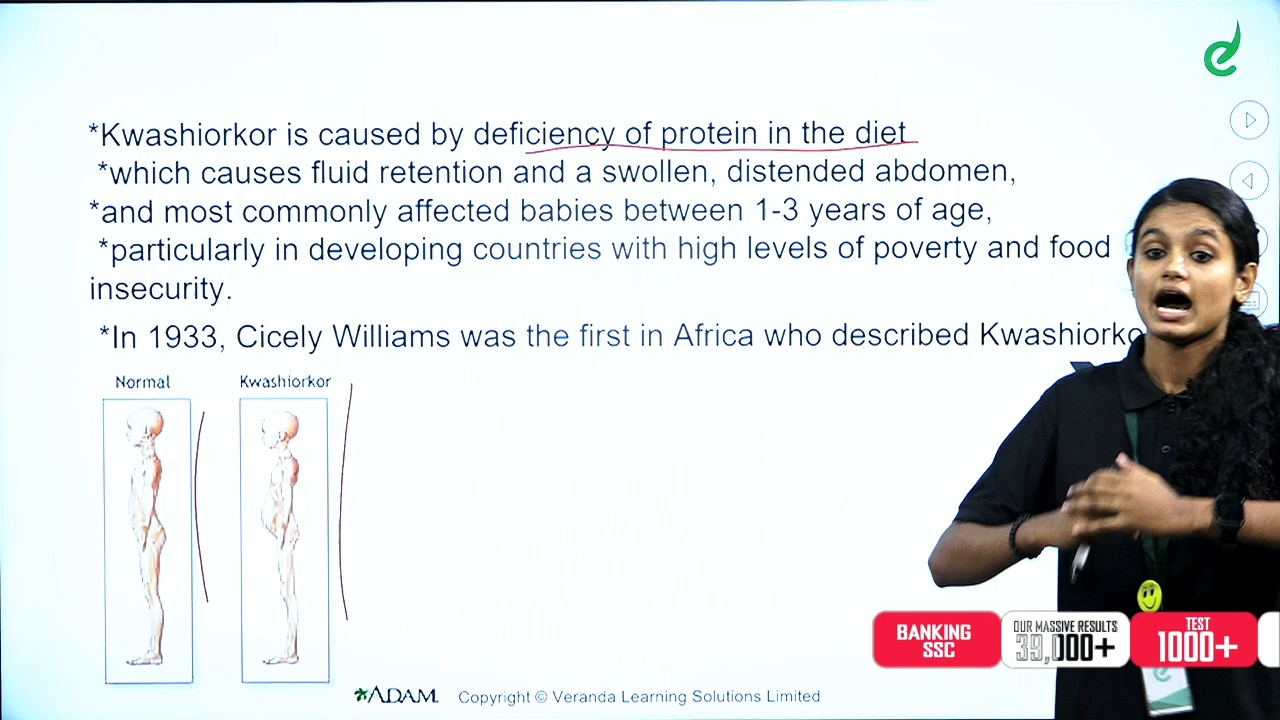 *Kwashiorkor is caused by deficiency of protein in the diet
*which causes fluid retention and a swollen, distended abdomen,
*and most commonly affected babies between 1-3 years of age,
*particularly in developing countries with high levels of poverty and food
insecurity.
*In 1933, Cicely Williams was the first in Africa who described Kwashiorko
Normal
Kwashiorkor
BANKING
SSC
OUR MASSIVE RESULTS
39,000+
TEST
1000+
*ADAM.
Copyright © Veranda Learning Solutions Limited